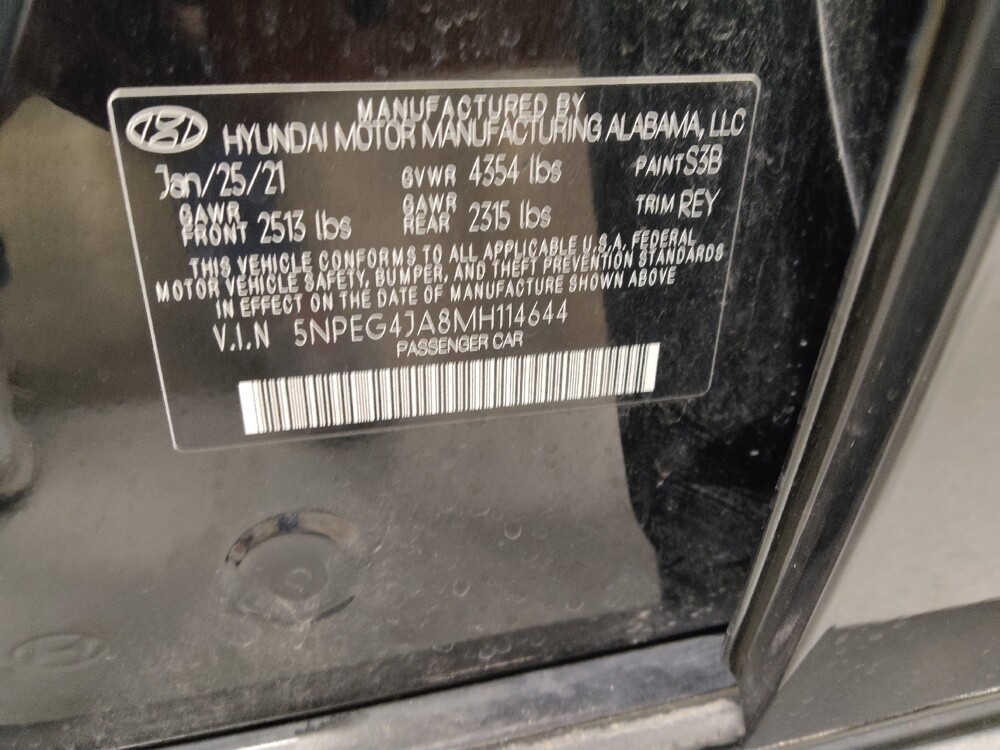 MANUFACTURED BY
HYUNDAI MOTOR MANUFACTURING ALABAMA, LLC
Jan/25/21 GVWR 4354 lbs PAINT S3B
GAWR FRONT 2513 lbs GAWR REAR 2315 lbs TRIM REY
THIS VEHICLE CONFORMS TO ALL APPLICABLE U.S.A. FEDERAL
MOTOR VEHICLE SAFETY, BUMPER, AND THEFT PREVENTION STANDARDS
IN EFFECT ON THE DATE OF MANUFACTURE SHOWN ABOVE
V.I.N 5NPEG4JA8MH114644
PASSENGER CAR